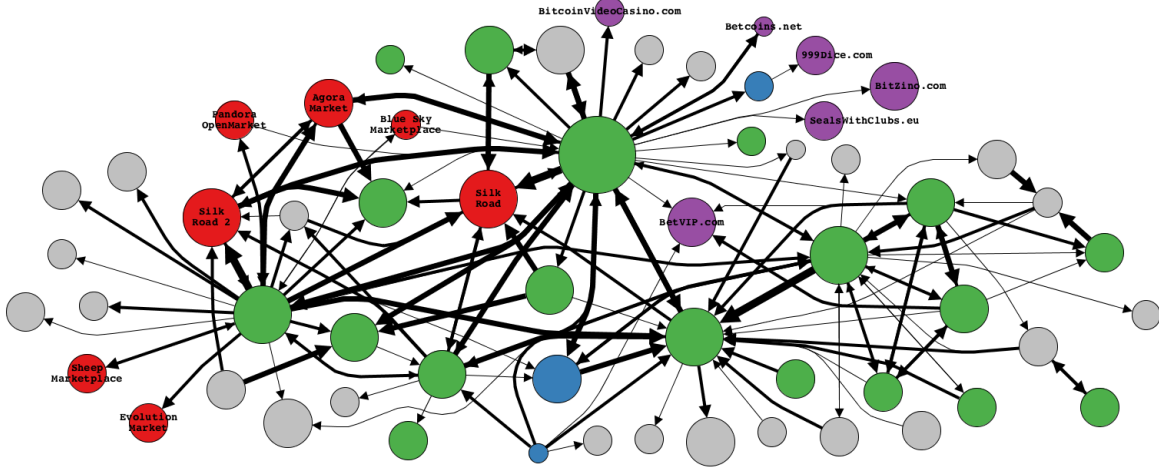 BitcoinVideoCasino.com
Betcoins.net
999Dice.com
BitZino.com
Agora
Market
Pandora
OpenMarket
Blue Sky
Marketplace
SealsWithClubs.eu
Silk
Road
Silk
Road 2
BetVIP.com
Sheep
Marketplace
Evolution
Market